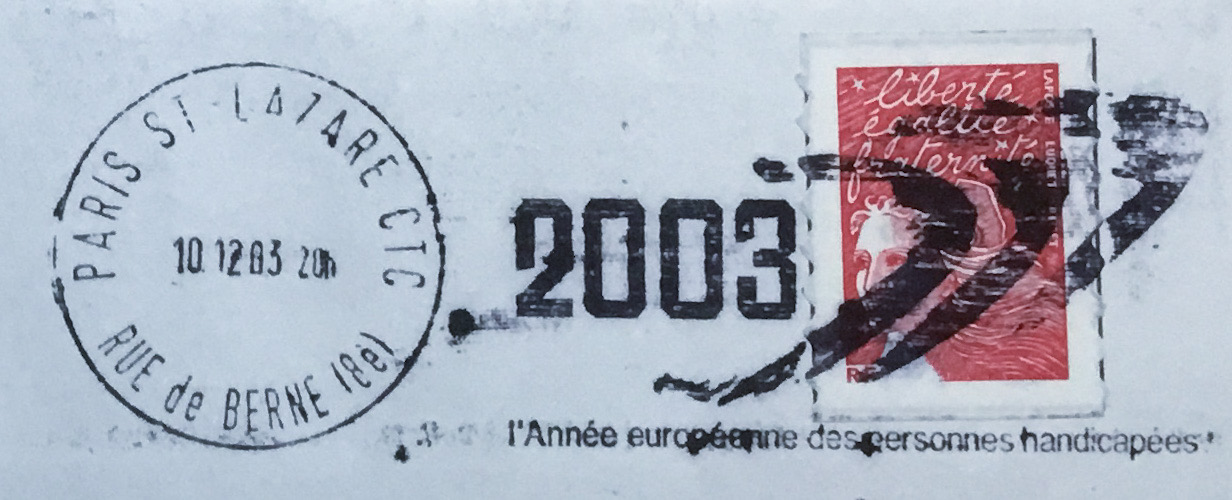 PARIS ST LAZARE CTC
10.12 03 20h
RUE de BERNE (8e)
2003
l'Année européenne des personnes handicapées
liberté
égalité
fraternité
RF